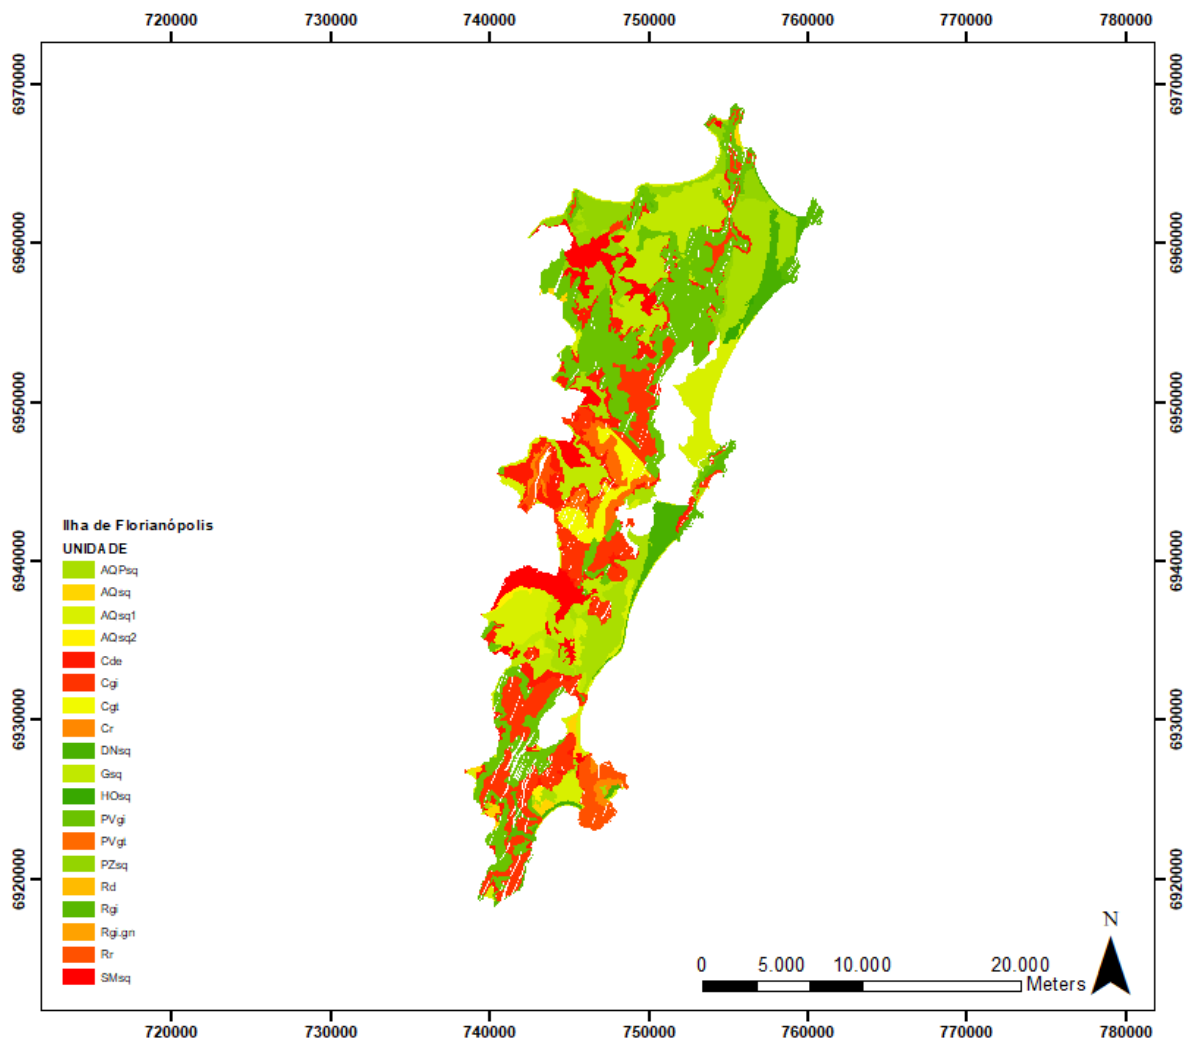 720000 730000 740000 750000 760000 770000 780000
6970000 6970000
6960000 6960000
6950000 6950000
6940000 6940000
6930000 6930000
6920000 6920000
Ilha de Florianópolis
UNIDADE
AQPsq
AQsq
AQsq1
AQsq2
Cde
Cgi
Cgt
Cr
DNsq
Gsq
HOsq
PVgi
PVgt
PZsq
Rd
Rgi
Rgi.gn
Rr
SMsq
N
0 5.000 10.000 20.000
Meters
720000 730000 740000 750000 760000 770000 780000